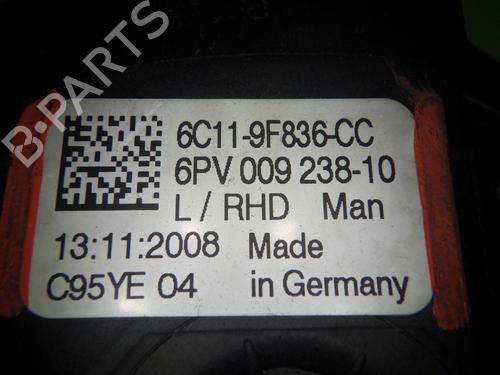 6C11-9F836-CC
6PV 009 238-10
L / RHD Man
13:11:2008 Made
C95YE 04 in Germany
B-PARTS